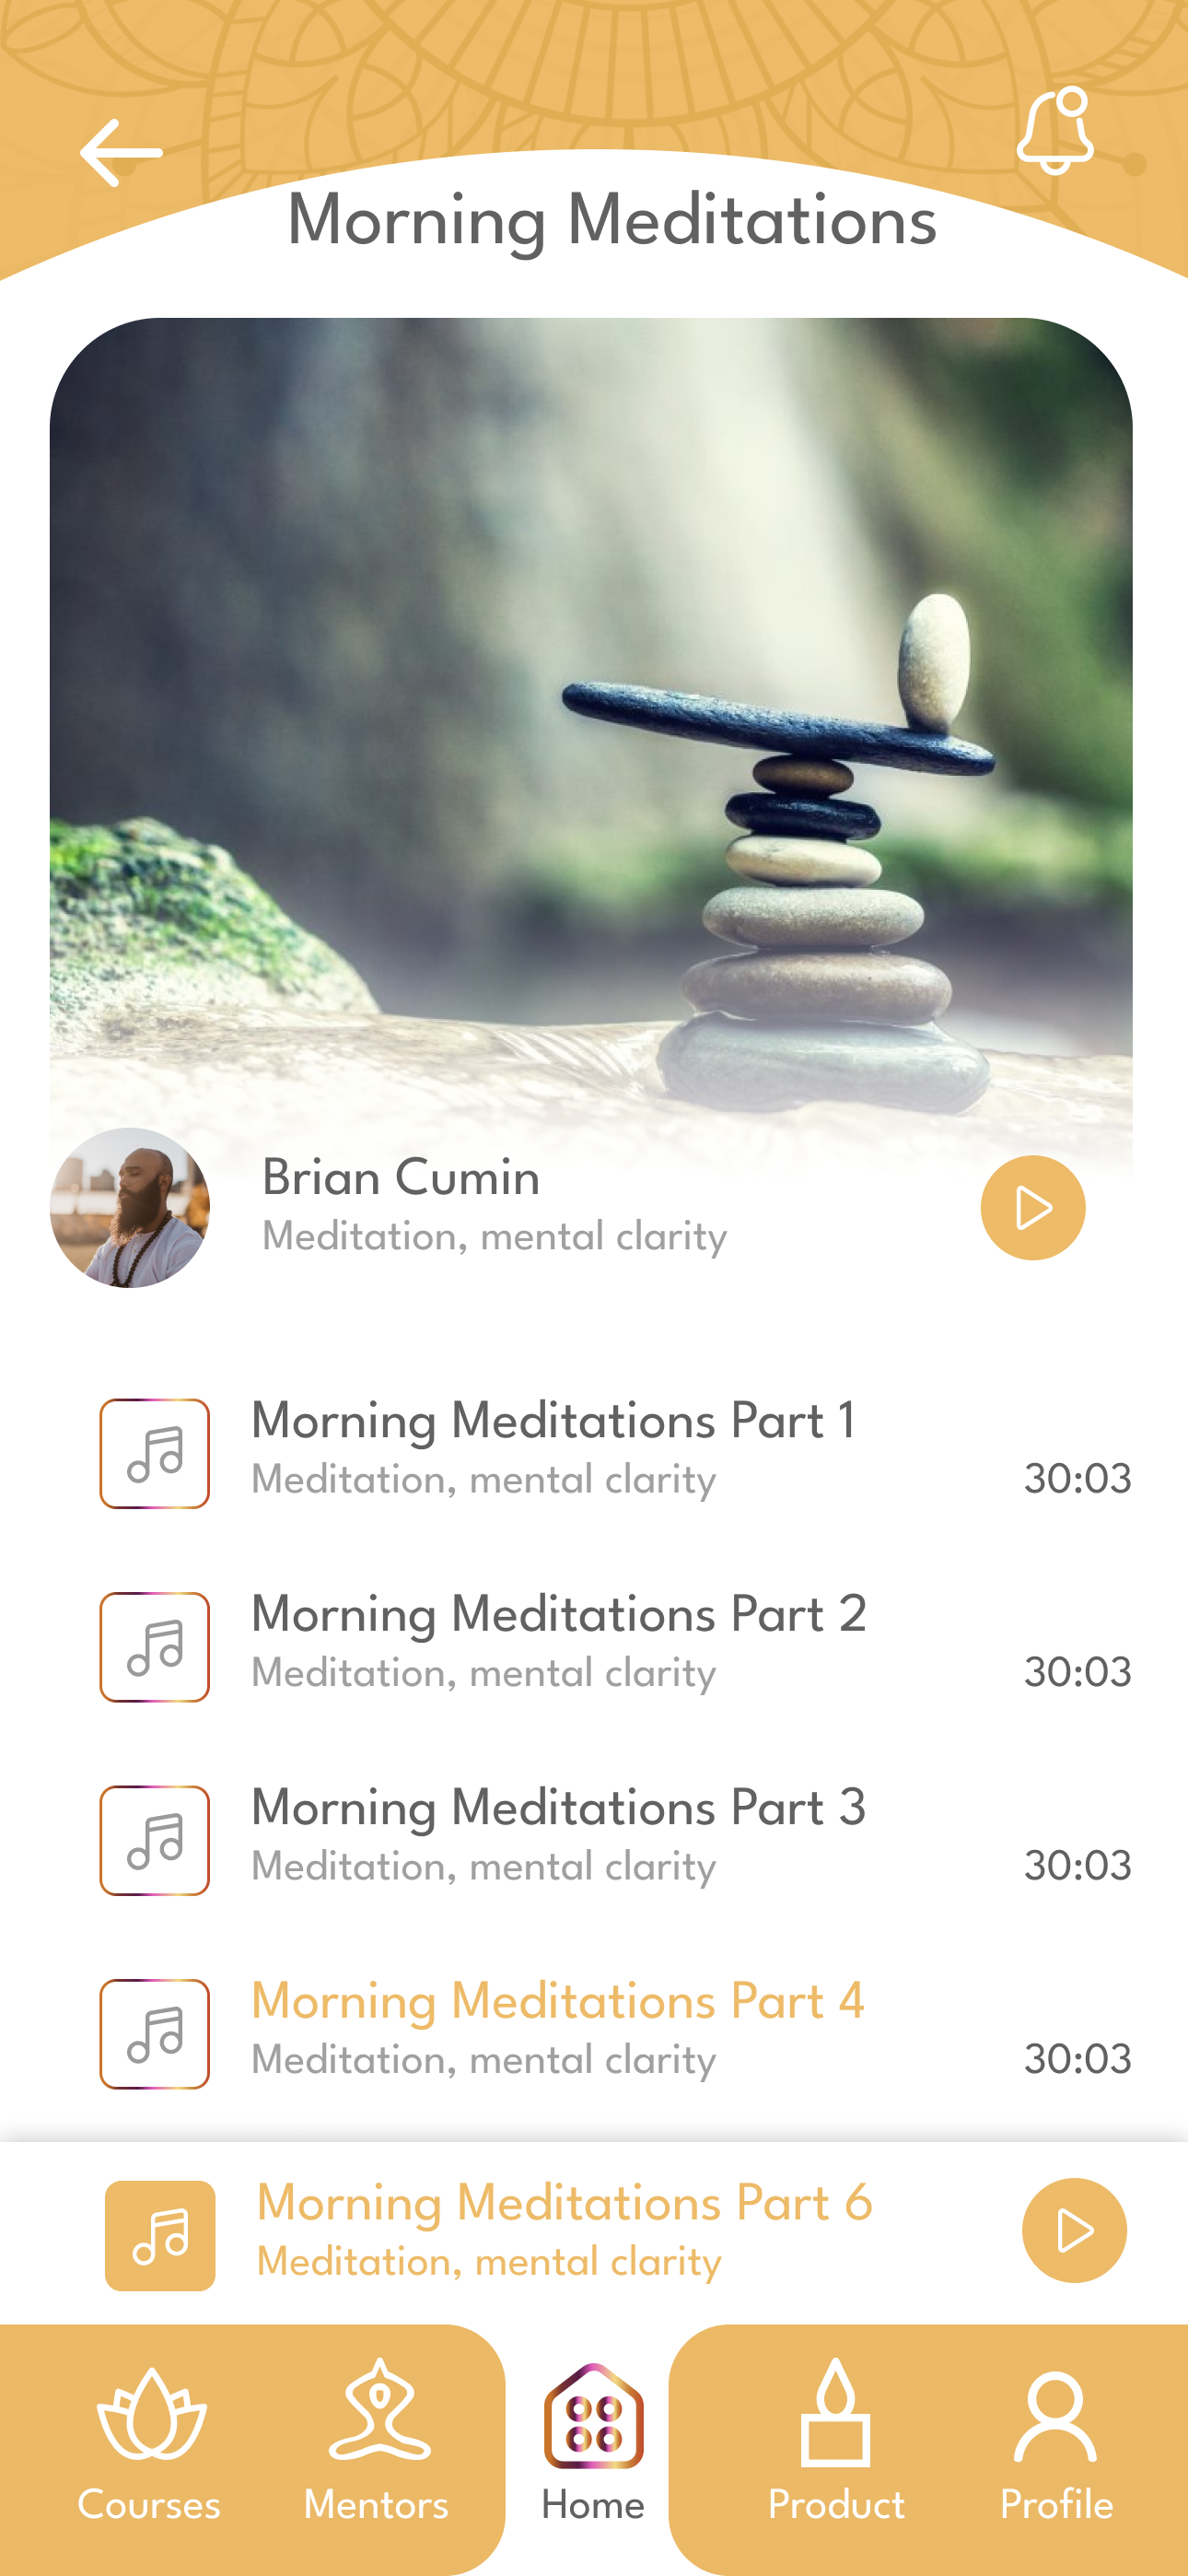 Morning Meditations
Brian Cumin
Meditation, mental clarity
Morning Meditations Part 1
Meditation, mental clarity
30:03
Morning Meditations Part 2
Meditation, mental clarity
30:03
Morning Meditations Part 3
Meditation, mental clarity
30:03
Morning Meditations Part 4
Meditation, mental clarity
30:03
Morning Meditations Part 6
Meditation, mental clarity
Courses
Mentors
Home
Product
Profile